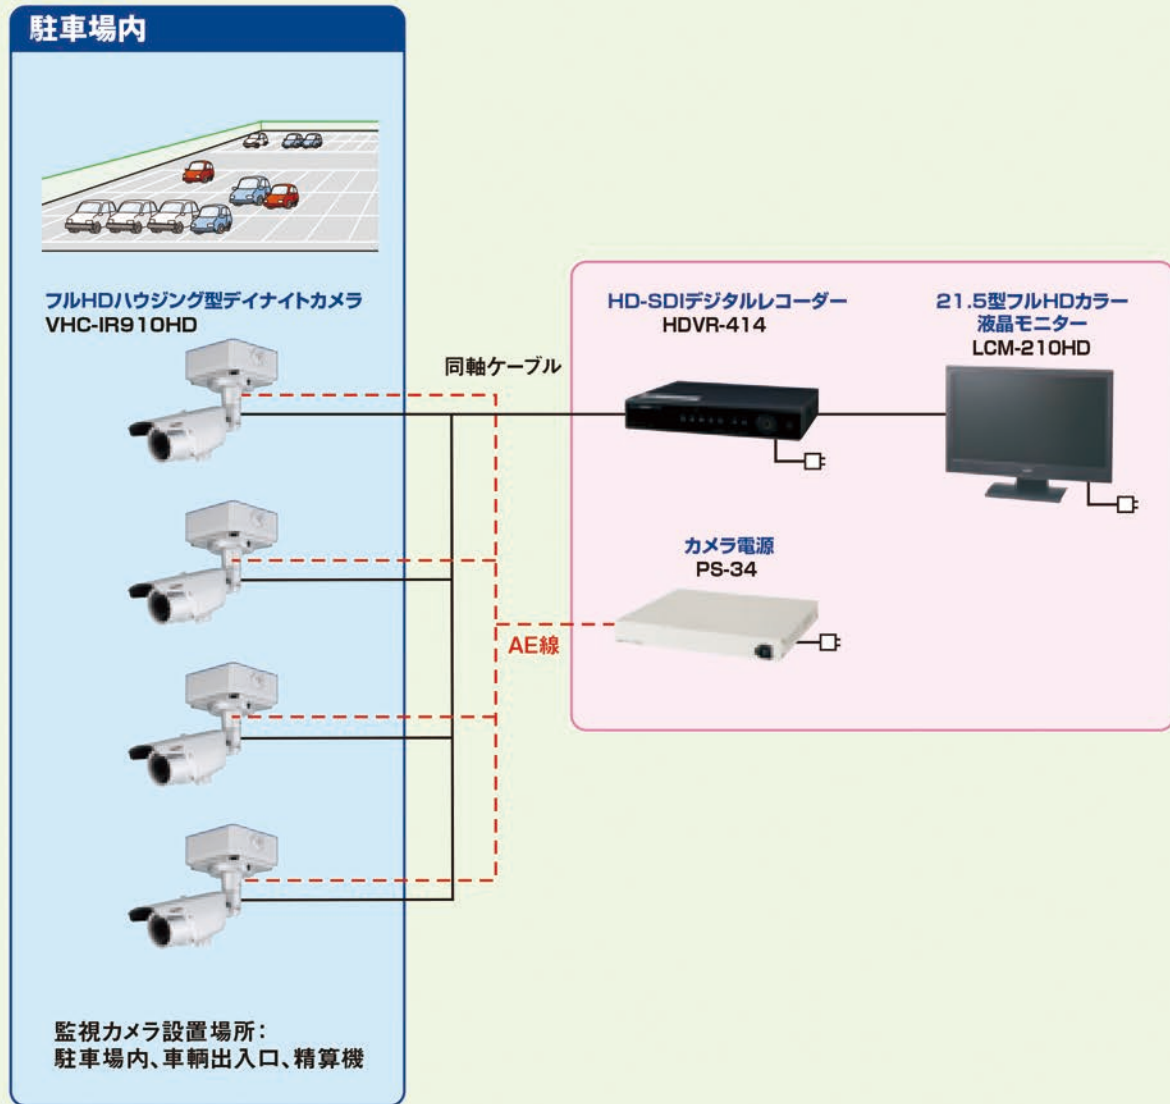 駐車場内
フルHDハウジング型デイナイトカメラ
VHC-IR910HD
同軸ケーブル
HD-SDIデジタルレコーダー
HDVR-414
21.5型フルHDカラー
液晶モニター
LCM-210HD
カメラ電源
PS-34
AE線
監視カメラ設置場所：
駐車場内、車輌出入口、精算機